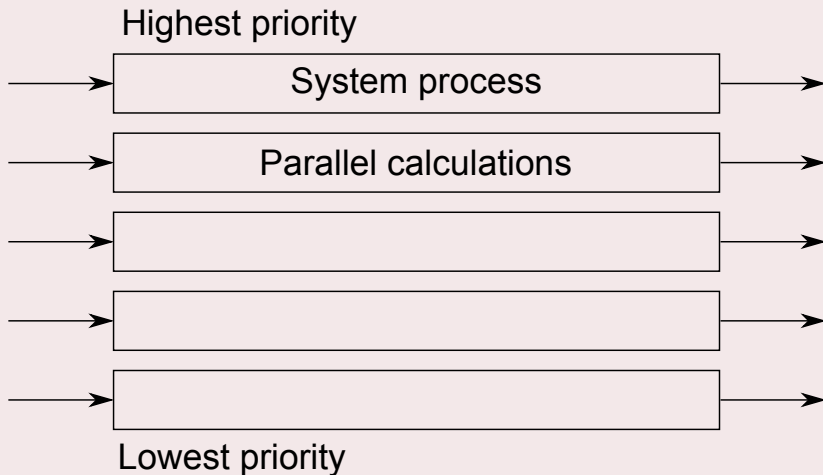 Highest priority
System process
Parallel calculations
Lowest priority